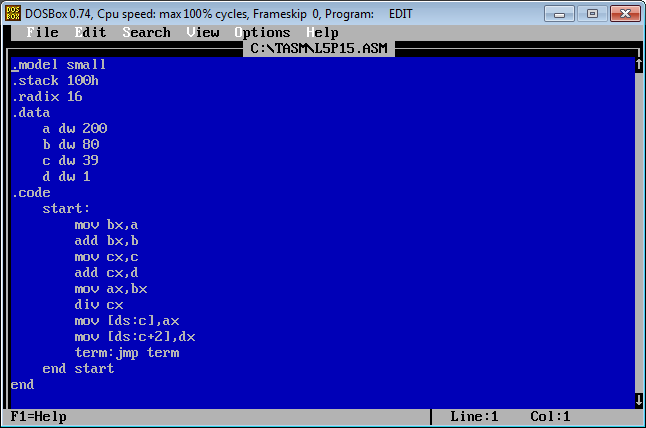 DOSBox 0.74, Cpu speed: max 100% cycles, Frameskip 0, Program: EDIT
File Edit Search View Options Help
C:\TASM\L5P15.ASM
.model small
.stack 100h
.radix 16
.data
a dw 200
b dw 80
c dw 39
d dw 1
.code
start:
mov bx,a
add bx,b
mov cx,c
add cx,d
mov ax,bx
div cx
mov [ds:c],ax
mov [ds:c+2],dx
term:jmp term
end start
end
F1=Help Line:1 Col:1